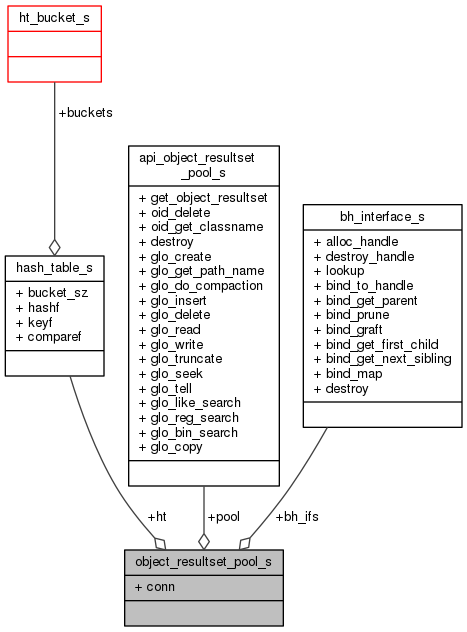 ht_bucket_s
+buckets
api_object_resultset
_pool_s
+ get_object_resultset
+ oid_delete
+ oid_get_classname
+ destroy
+ glo_create
+ glo_get_path_name
+ glo_do_compaction
+ glo_insert
+ glo_delete
+ glo_read
+ glo_write
+ glo_truncate
+ glo_seek
+ glo_tell
+ glo_like_search
+ glo_reg_search
+ glo_bin_search
+ glo_copy
bh_interface_s
+ alloc_handle
+ destroy_handle
+ lookup
+ bind_to_handle
+ bind_get_parent
+ bind_prune
+ bind_graft
+ bind_get_first_child
+ bind_get_next_sibling
+ bind_map
+ destroy
hash_table_s
+ bucket_sz
+ hashf
+ keyf
+ comparef
+ht
+pool
+bh_ifs
object_resultset_pool_s
+ conn